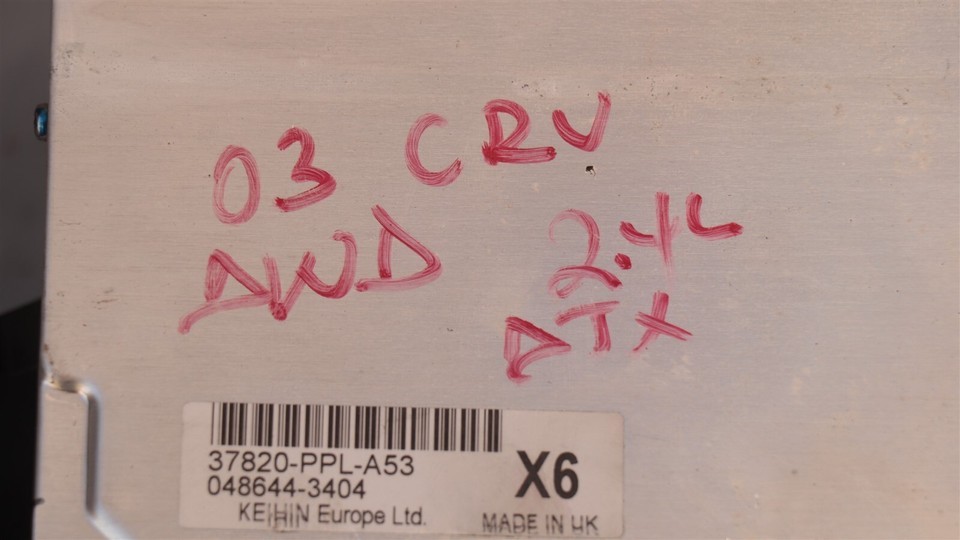 03 CRV
AWD 2.4L
ATX
37820-PPL-A53
048644-3404
X6
KEIHIN Europe Ltd.
MADE IN UK